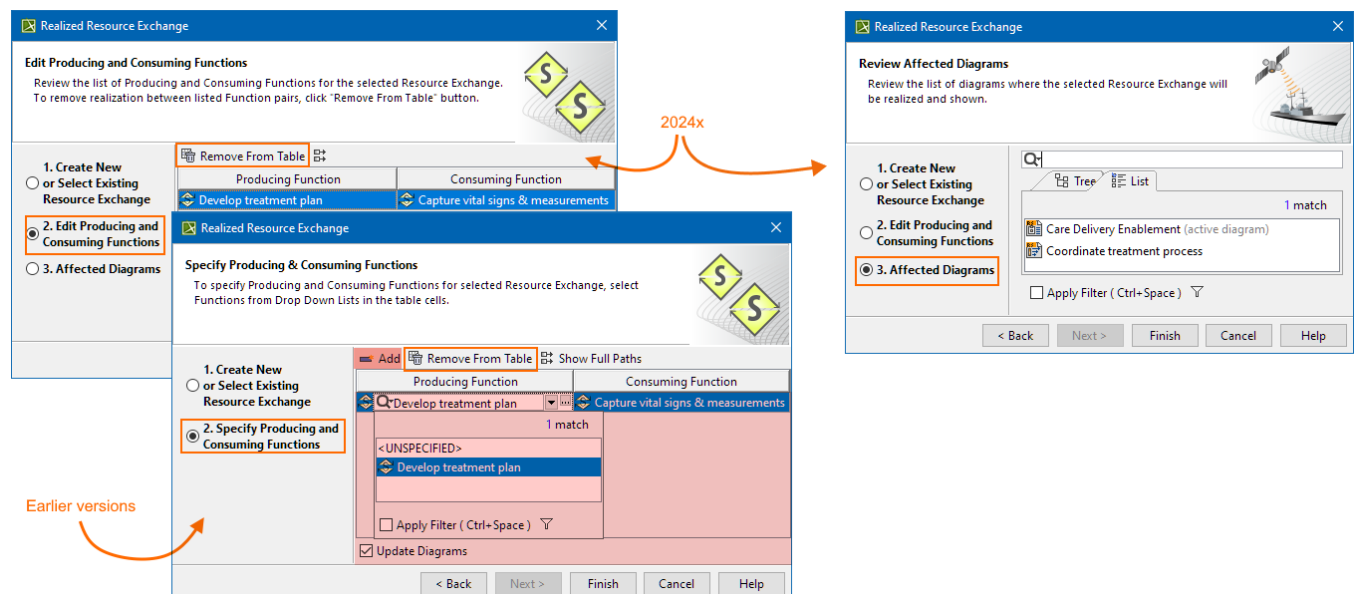 Realized Resource Exchange
Edit Producing and Consuming Functions
Review the list of Producing and Consuming Functions for the selected Resource Exchange.
To remove realization between listed Function pairs, click "Remove From Table" button.
1. Create New
or Select Existing
Resource Exchange
2. Edit Producing and
Consuming Functions
3. Affected Diagrams
Remove From Table
Producing Function
Consuming Function
Develop treatment plan
Capture vital signs & measurements
Realized Resource Exchange
Specify Producing & Consuming Functions
To specify Producing and Consuming Functions for selected Resource Exchange, select
Functions from Drop Down Lists in the table cells.
1. Create New
or Select Existing
Resource Exchange
2. Specify Producing and
Consuming Functions
Add
Remove From Table
Show Full Paths
Producing Function
Consuming Function
Develop treatment plan
Capture vital signs & measurements
1 match
<UNSPECIFIED>
Develop treatment plan
Apply Filter ( Ctrl+Space )
Update Diagrams
< Back
Next >
Finish
Cancel
Help
Earlier versions
2024x
Realized Resource Exchange
Review Affected Diagrams
Review the list of diagrams where the selected Resource Exchange will
be realized and shown.
1. Create New
or Select Existing
Resource Exchange
2. Edit Producing and
Consuming Functions
3. Affected Diagrams
Tree
List
1 match
Care Delivery Enablement (active diagram)
Coordinate treatment process
Apply Filter ( Ctrl+Space )
< Back
Next >
Finish
Cancel
Help